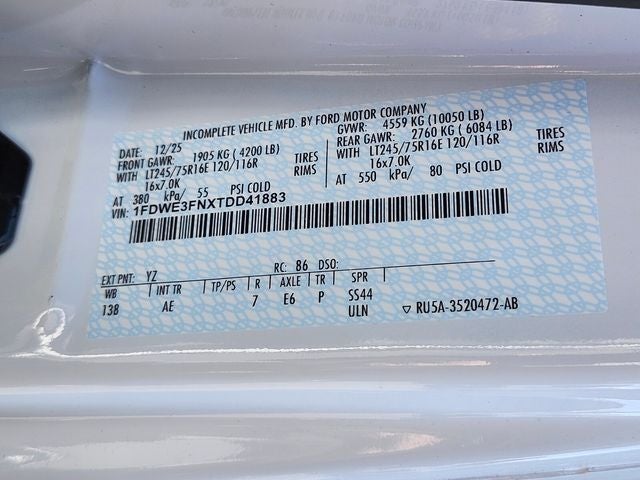 INCOMPLETE VEHICLE MFD. BY FORD MOTOR COMPANY
DATE: 12/25
FRONT GAWR: 1905 KG (4200 LB)
WITH LT245/75R16E 120/116R TIRES
16x7.0K RIMS
AT 380 kPa/ 55 PSI COLD
GVWR: 4559 KG (10050 LB)
REAR GAWR: 2760 KG (6084 LB)
WITH LT245/75R16E 120/116R TIRES
16x7.0K RIMS
AT 550 kPa/ 80 PSI COLD
VIN: 1FDWE3FNXTDD41883
EXT PNT: YZ RC: 86 DSO:
WB INT TR TP/PS R AXLE TR SPR
138 AE 7 E6 P SS44
ULN ▽ RU5A-3520472-AB